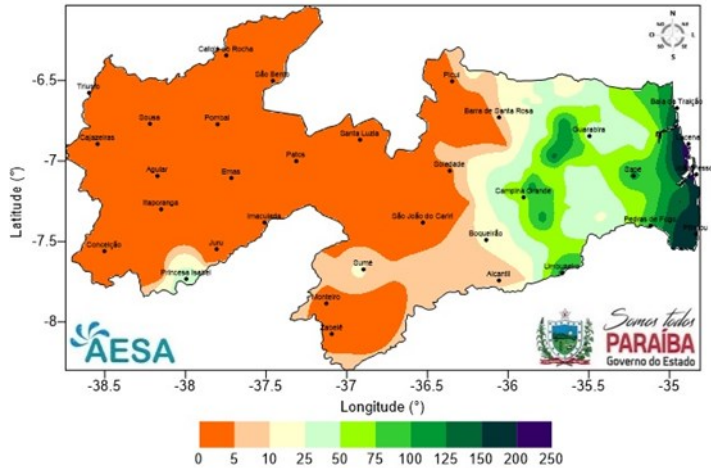 N
O
L
S
-6.5
-7
-7.5
-8
Latitude (°)
Catolé do Rocha
São Bento
Triunfo
Picuí
Barra de Santa Rosa
Baía da Traição
Sousa
Pombal
Santa Luzia
Guarabira
Cajazeiras
Patos
Soledade
Aguiar
Emas
Sapé
Campina Grande
Itaporanga
Imaculada
São João do Cariri
Pedras de Fogo
Boqueirão
Conceição
Juru
Princesa Isabel
Sumé
Alcantil
Umbuzeiro
Monteiro
Zabelê
AESA
Somos todos
PARAÍBA
Governo do Estado
-38.5 -38 -37.5 -37 -36.5 -36 -35.5 -35
Longitude (°)
0 5 10 25 50 75 100 125 150 200 250